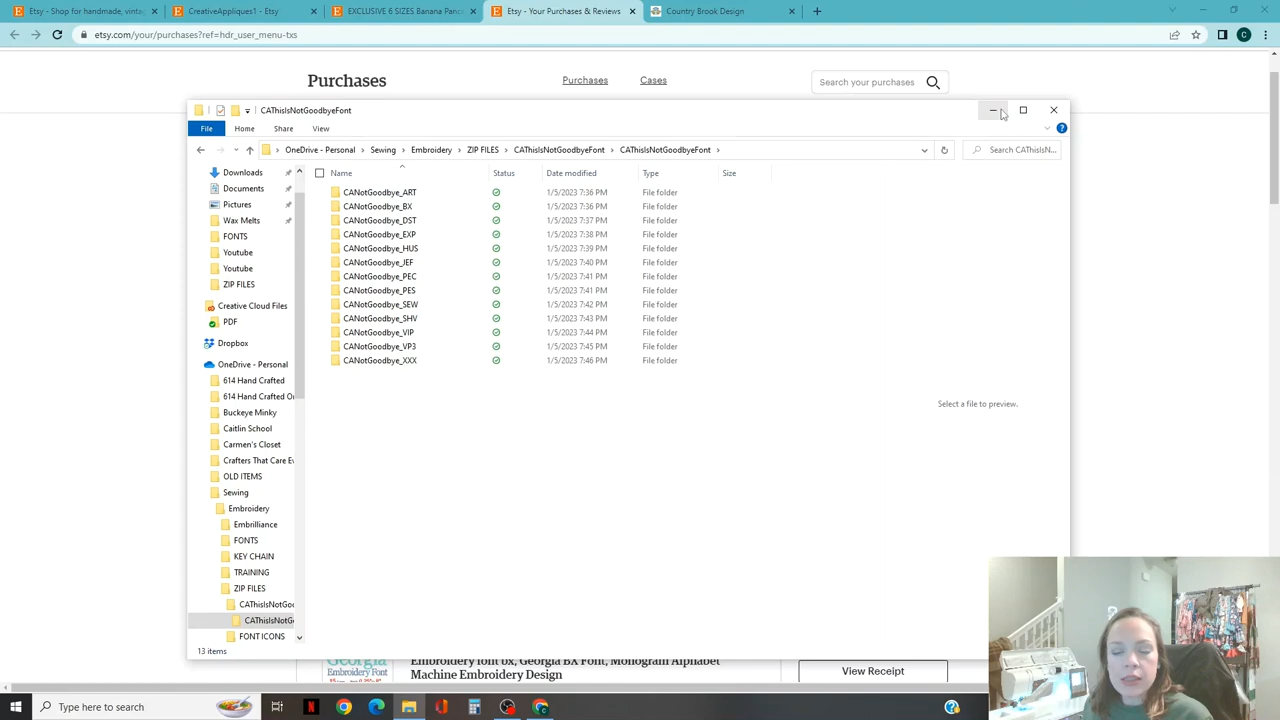 Etsy - Shop for handmade, vinta
CreativeAppliques1 - Etsy
EXCLUSIVE 6 SIZES Banana Panc
Etsy - Your Purchases & Reviews
Country Brook Design
etsy.com/your/purchases?ref=hdr_user_menu-txs
C
Purchases
Purchases
Cases
Search your purchases
CAThisIsNotGoodbyeFont
File
Home
Share
View
OneDrive - Personal > Sewing > Embroidery > ZIP FILES > CAThisIsNotGoodbyeFont > CAThisIsNotGoodbyeFont >
Search CAThisIsN...
Name Status Date modified Type Size
CANotGoodbye_ART 1/5/2023 7:36 PM File folder
CANotGoodbye_BX 1/5/2023 7:36 PM File folder
CANotGoodbye_DST 1/5/2023 7:37 PM File folder
CANotGoodbye_EXP 1/5/2023 7:38 PM File folder
CANotGoodbye_HUS 1/5/2023 7:39 PM File folder
CANotGoodbye_JEF 1/5/2023 7:40 PM File folder
CANotGoodbye_PEC 1/5/2023 7:41 PM File folder
CANotGoodbye_PES 1/5/2023 7:41 PM File folder
CANotGoodbye_SEW 1/5/2023 7:42 PM File folder
CANotGoodbye_SHV 1/5/2023 7:43 PM File folder
CANotGoodbye_VIP 1/5/2023 7:44 PM File folder
CANotGoodbye_VP3 1/5/2023 7:45 PM File folder
CANotGoodbye_XXX 1/5/2023 7:46 PM File folder
Downloads
Documents
Pictures
Wax Melts
FONTS
Youtube
Youtube
ZIP FILES
Creative Cloud Files
PDF
Dropbox
OneDrive - Personal
614 Hand Crafted
614 Hand Crafted O
Buckeye Minky
Caitlin School
Carmen's Closet
Crafters That Care E
OLD ITEMS
Sewing
Embroidery
Embrilliance
FONTS
KEY CHAIN
TRAINING
ZIP FILES
CAThisIsNotGoo
CAThisIsNotG
FONT ICONS
Select a file to preview.
13 items
Georgia
Embroidery Font
Embroidery font bx, Georgia BX Font, Monogram Alphabet
Machine Embroidery Design
View Receipt
Type here to search